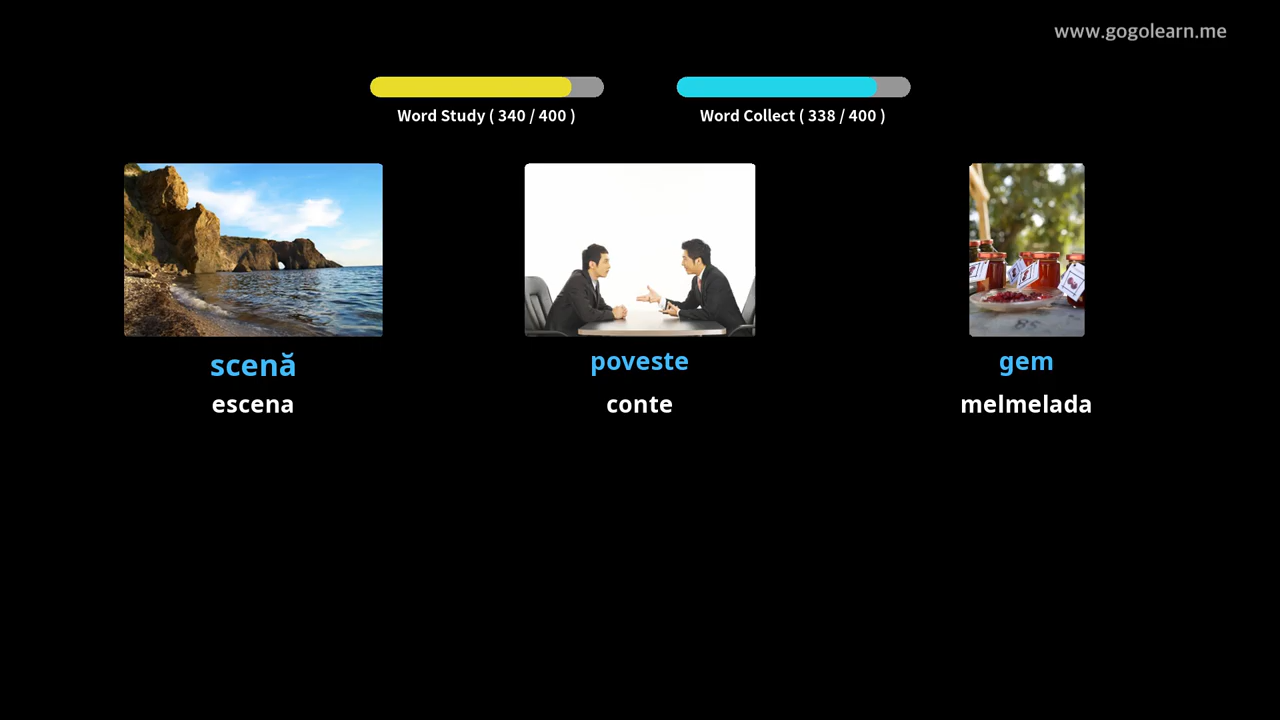 www.gogolearn.me
Word Study ( 340 / 400 )
Word Collect ( 338 / 400 )
scenă
escena
poveste
conte
gem
melmelada